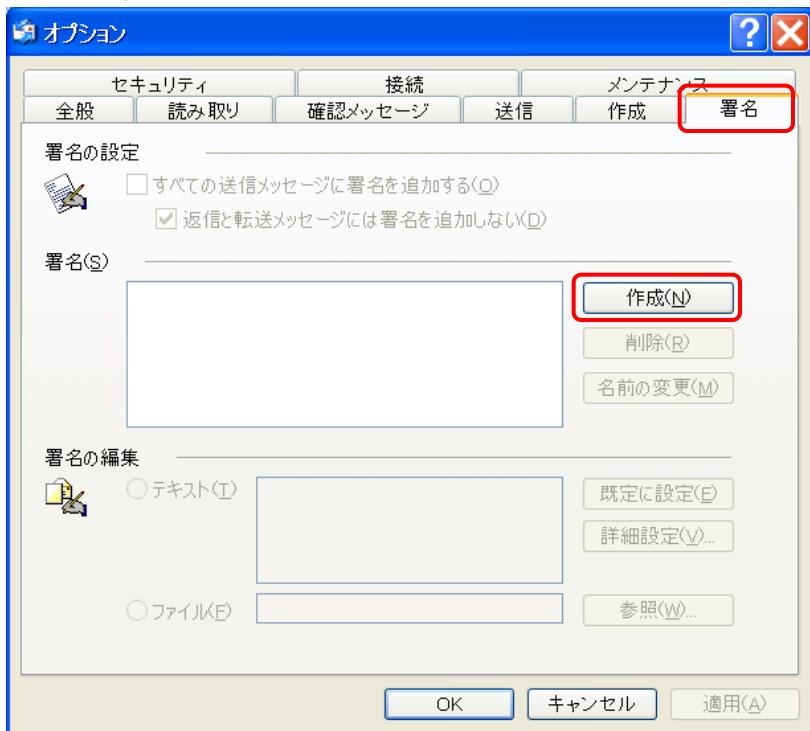 オプション
セキュリティ 接続 メンテナンス
全般 読み取り 確認メッセージ 送信 作成 署名
署名の設定
すべての送信メッセージに署名を追加する(O)
返信と転送メッセージには署名を追加しない(D)
署名(S)
作成(N)
削除(R)
名前の変更(M)
署名の編集
テキスト(T)
既定に設定(E)
詳細設定(V)...
ファイル(F)
参照(W)...
OK キャンセル 適用(A)